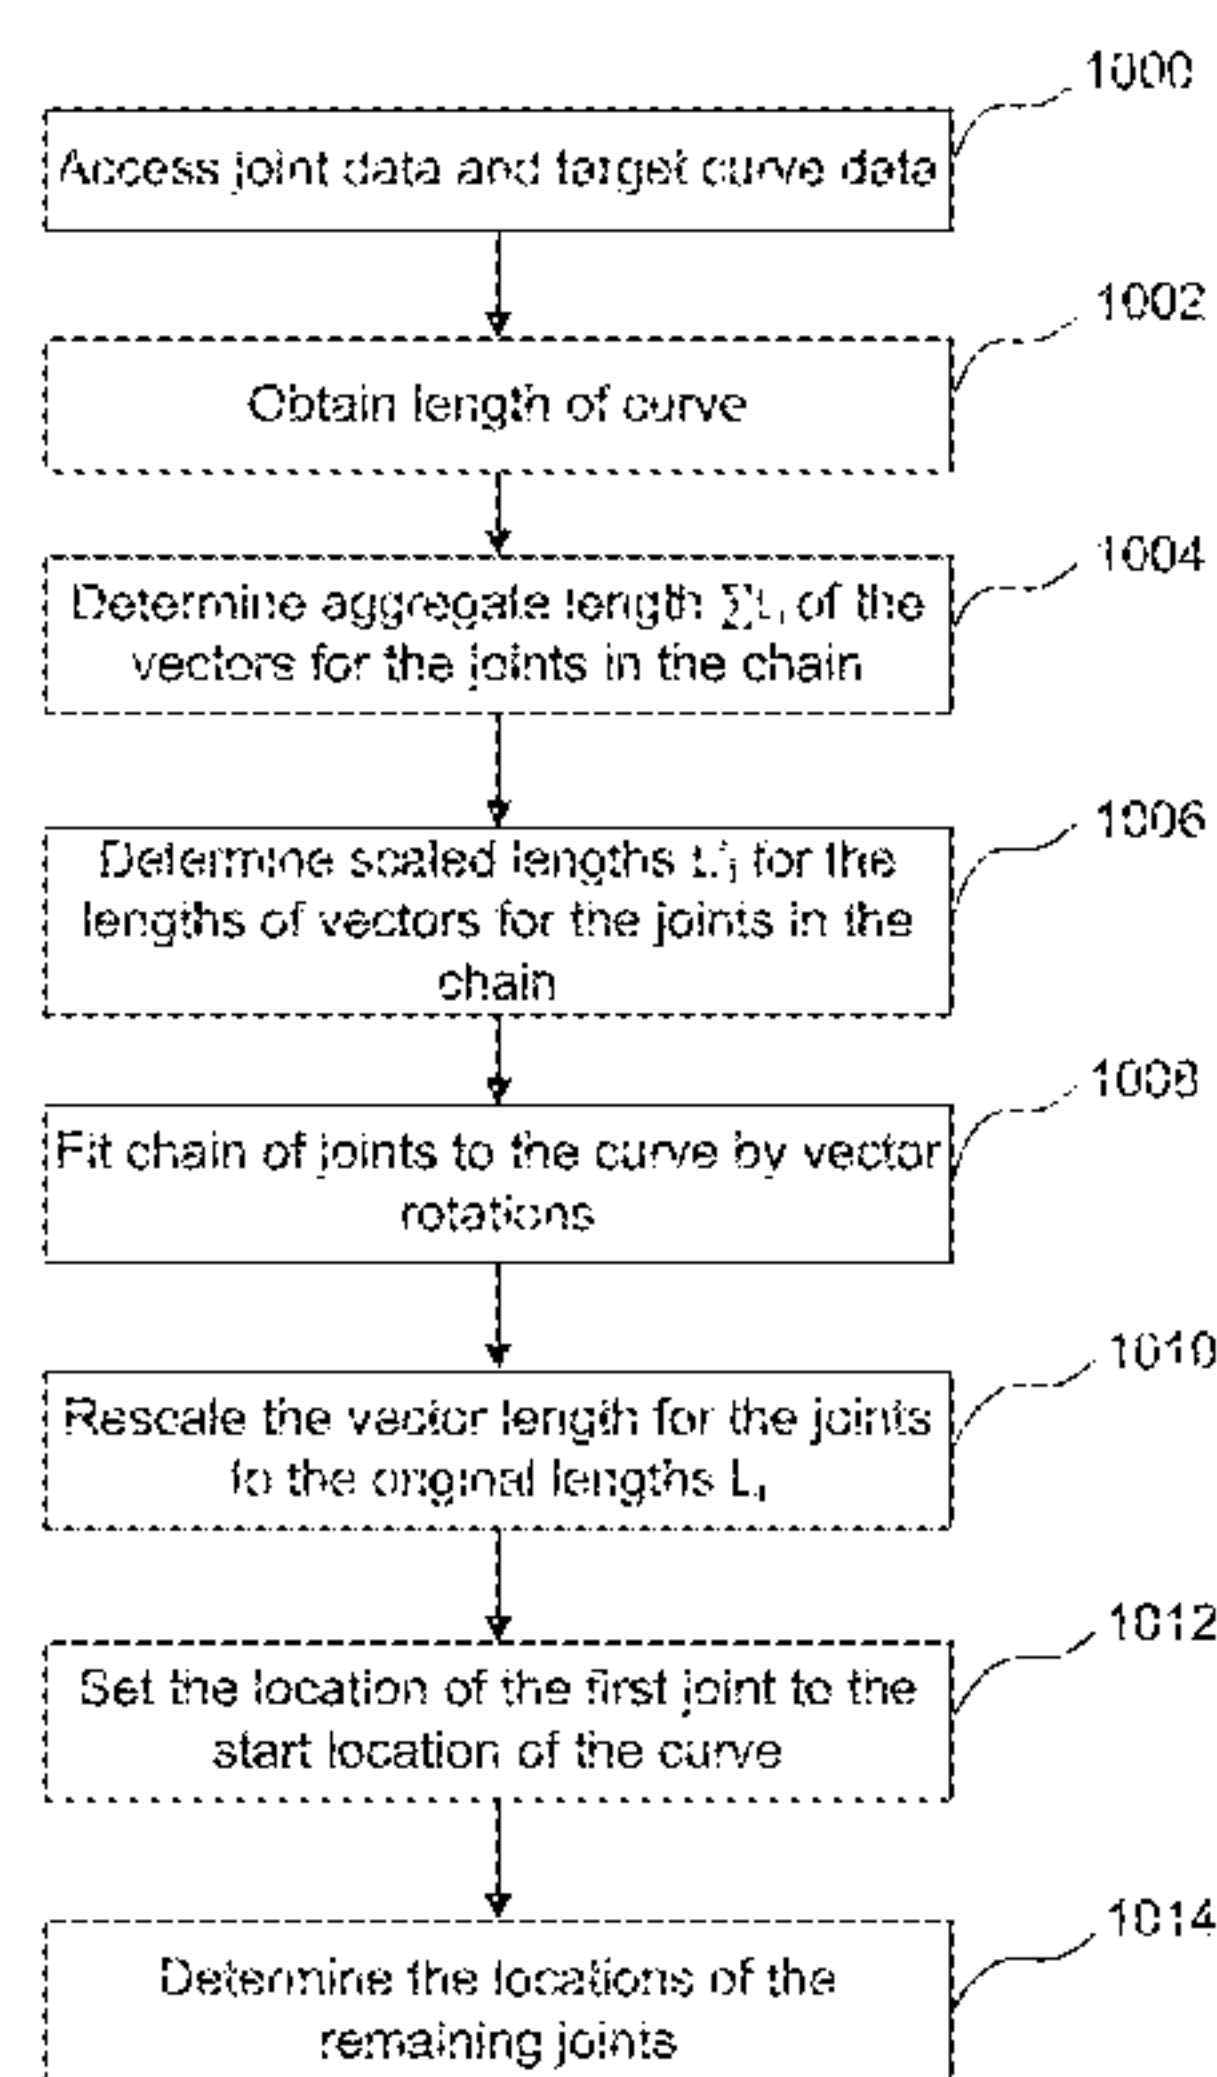 1000
Access joint data and target curve data
1002
Obtain length of curve
1004
Determine aggregate length ∑Lᵢ of the
vectors for the joints in the chain
1006
Determine scaled lengths L'ᵢ for the
lengths of vectors for the joints in the
chain
1008
Fit chain of joints to the curve by vector
rotations
1010
Rescale the vector length for the joints
to the original lengths Lᵢ
1012
Set the location of the first joint to the
start location of the curve
1014
Determine the locations of the
remaining joints